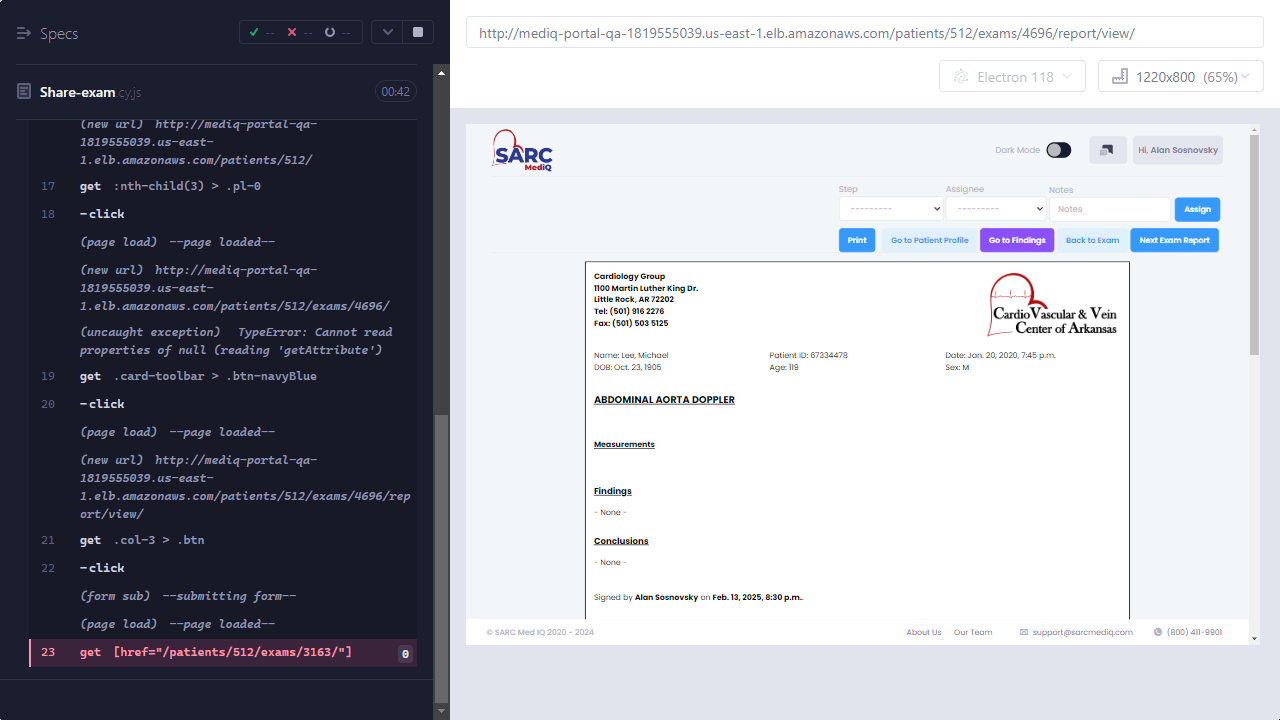 Specs
--
--
--
Share-exam.cy.js
00:42
(new url) http://mediq-portal-qa-
1819555039.us-east-
1.elb.amazonaws.com/patients/512/
17 get :nth-child(3) > .pl-0
18 -click
(page load) --page loaded--
(new url) http://mediq-portal-qa-
1819555039.us-east-
1.elb.amazonaws.com/patients/512/exams/4696/
(uncaught exception) TypeError: Cannot read
properties of null (reading 'getAttribute')
19 get .card-toolbar > .btn-navyBlue
20 -click
(page load) --page loaded--
(new url) http://mediq-portal-qa-
1819555039.us-east-
1.elb.amazonaws.com/patients/512/exams/4696/rep
ort/view/
21 get .col-3 > .btn
22 -click
(form sub) --submitting form--
(page load) --page loaded--
23 get [href="/patients/512/exams/3163/"] 0
http://mediq-portal-qa-1819555039.us-east-1.elb.amazonaws.com/patients/512/exams/4696/report/view/
Electron 118
1220x800 (65%)
SARC
MedIQ
Dark Mode
Hi, Alan Sosnovsky
Step
Assignee
Notes
---------
---------
Notes
Assign
Print
Go to Patient Profile
Go to Findings
Back to Exam
Next Exam Report
Cardiology Group
1100 Martin Luther King Dr.
Little Rock, AR 72202
Tel: (501) 916 2276
Fax: (501) 503 5125
CardioVascular & Vein
Center of Arkansas
Name: Lee, Michael
Patient ID: 67334478
Date: Jan. 20, 2020, 7:45 p.m.
DOB: Oct. 23, 1905
Age: 119
Sex: M
ABDOMINAL AORTA DOPPLER
Measurements
Findings
- None -
Conclusions
- None -
Signed by Alan Sosnovsky on Feb. 13, 2025, 8:30 p.m..
© SARC Med IQ 2020 - 2024
About Us
Our Team
support@sarcmediq.com
(800) 411-9901